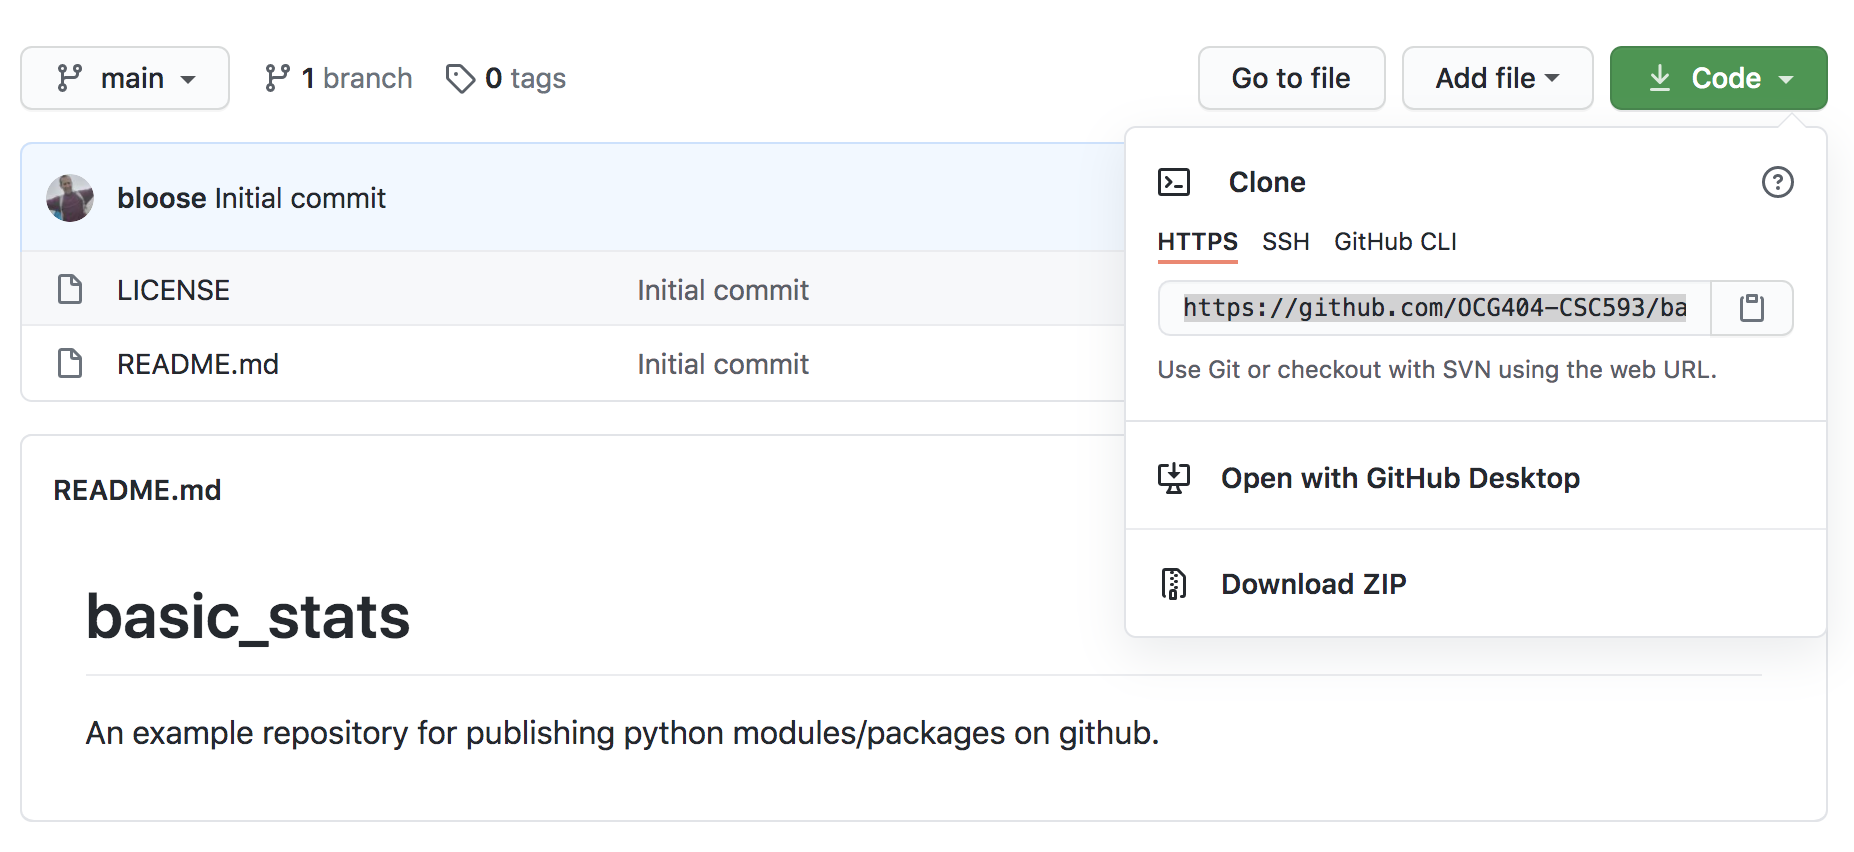 main 1 branch 0 tags Go to file Add file Code
bloose Initial commit
LICENSE Initial commit
README.md Initial commit
Clone
HTTPS SSH GitHub CLI
https://github.com/OCG404-CSC593/ba
Use Git or checkout with SVN using the web URL.
Open with GitHub Desktop
Download ZIP
README.md
basic_stats
An example repository for publishing python modules/packages on github.